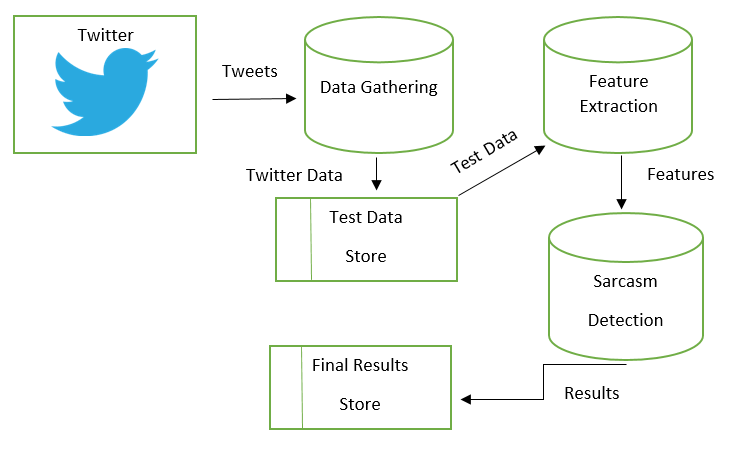 Twitter
Tweets
Data Gathering
Feature
Extraction
Twitter Data
Test Data
Features
Test Data
Store
Sarcasm
Detection
Final Results
Store
Results